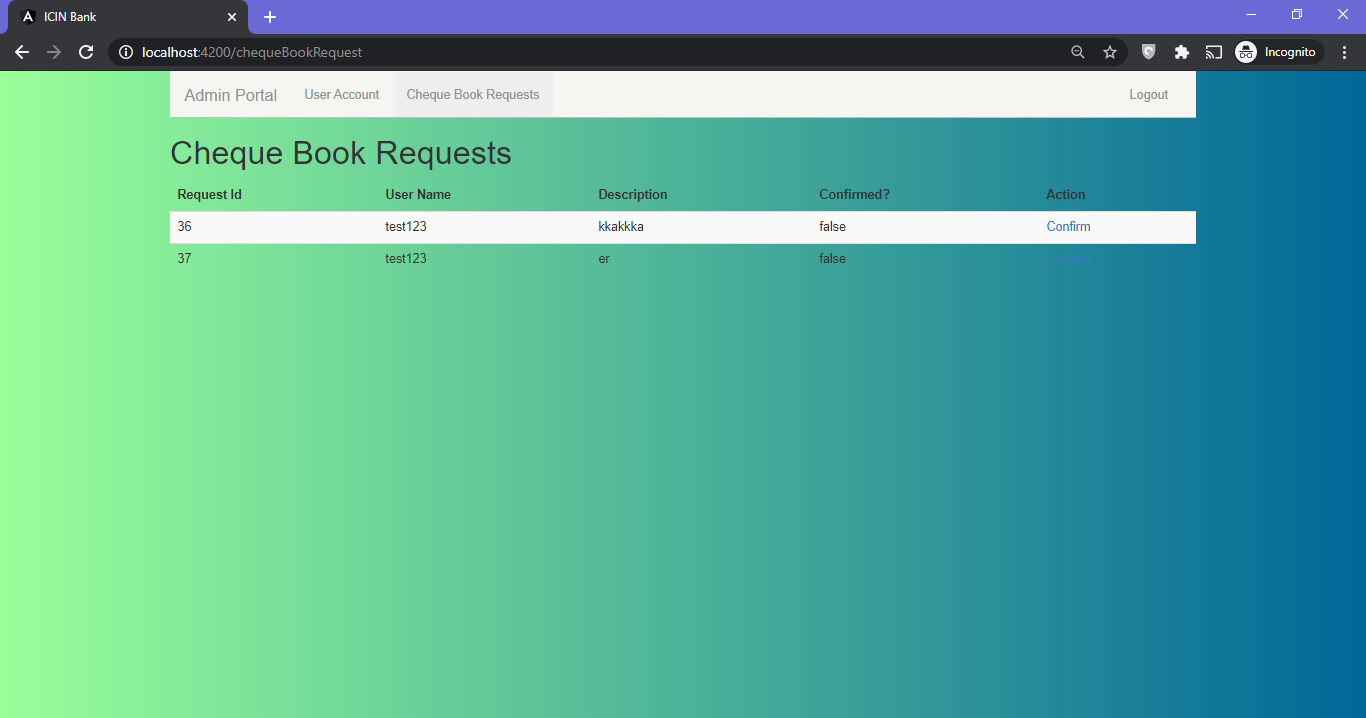 ICIN Bank
localhost:4200/chequeBookRequest
Incognito
Admin Portal User Account Cheque Book Requests Logout
Cheque Book Requests
Request Id User Name Description Confirmed? Action
36 test123 kkakkka false Confirm
37 test123 er false